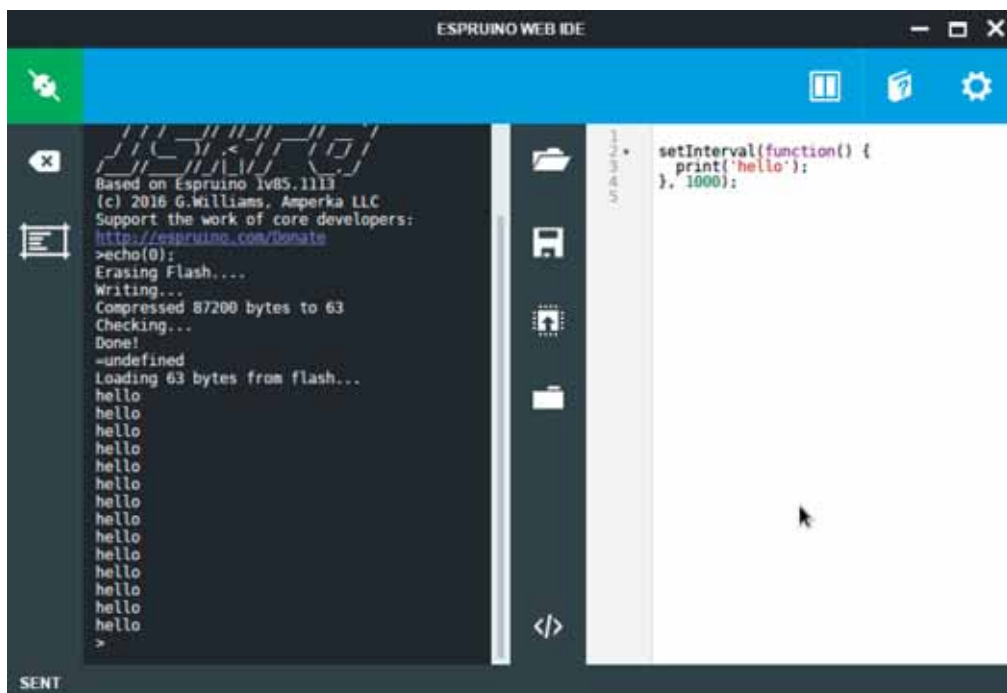 ESPRUINO WEB IDE
Based on Espruino 1v85.1113
(c) 2016 G.Williams, Amperka LLC
Support the work of core developers:
http://espruino.com/Donate
>echo(0);
Erasing Flash....
Writing...
Compressed 87200 bytes to 63
Checking...
Done!
=undefined
Loading 63 bytes from flash...
hello
hello
hello
hello
hello
hello
hello
hello
hello
hello
hello
hello
hello
hello
>
1
2
3
4
5
setInterval(function() {
print('hello');
}, 1000);
</>
SENT